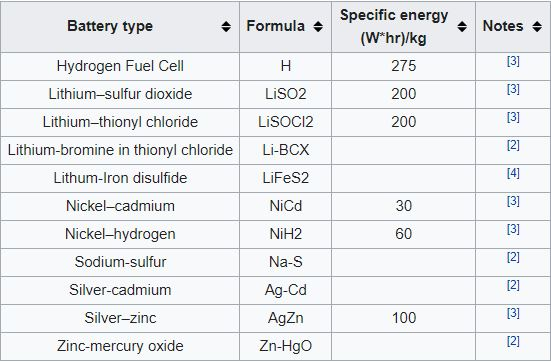 Battery type Formula Specific energy (W*hr)/kg Notes
Hydrogen Fuel Cell H 275 [3]
Lithium–sulfur dioxide LiSO2 200 [3]
Lithium–thionyl chloride LiSOCl2 200 [3]
Lithium-bromine in thionyl chloride Li-BCX [2]
Lithum-Iron disulfide LiFeS2 [4]
Nickel–cadmium NiCd 30 [3]
Nickel–hydrogen NiH2 60 [3]
Sodium-sulfur Na-S [2]
Silver-cadmium Ag-Cd [2]
Silver–zinc AgZn 100 [3]
Zinc-mercury oxide Zn-HgO [2]